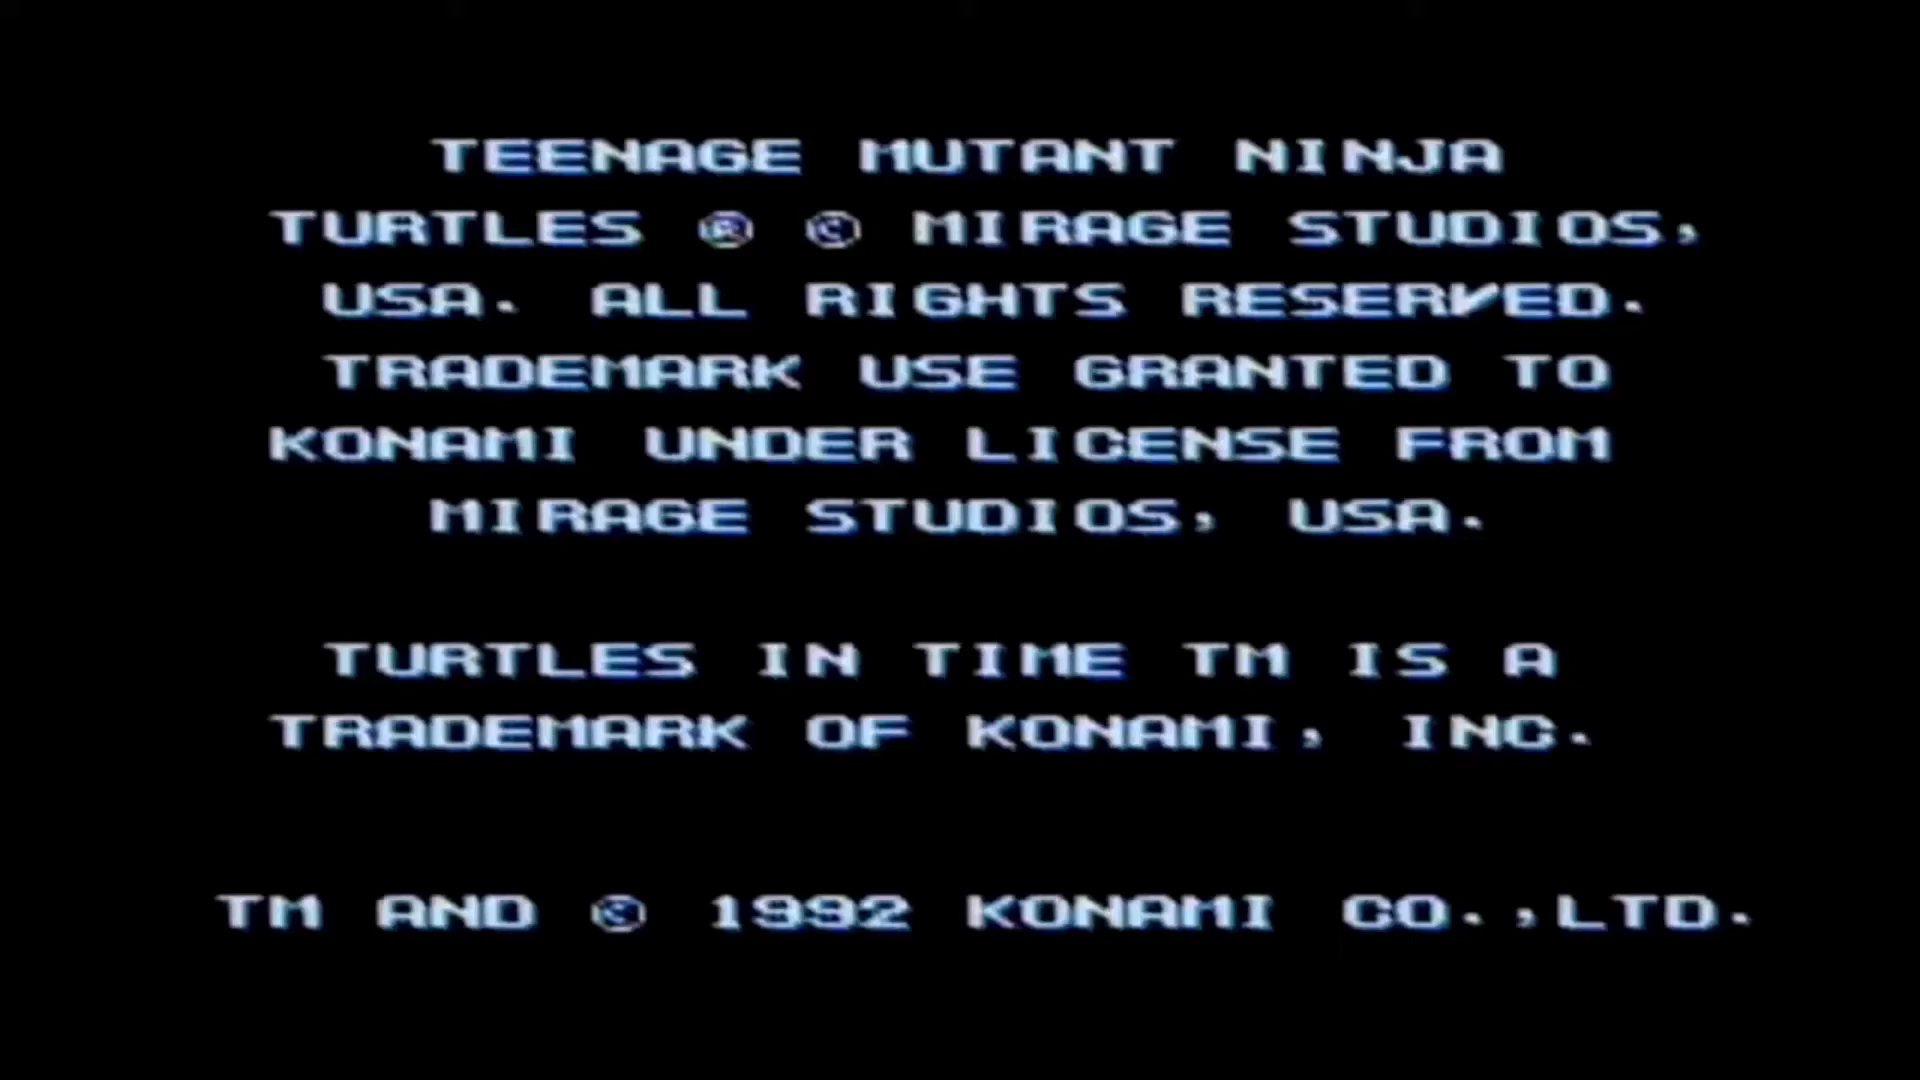 TEENAGE MUTANT NINJA
TURTLES ® © MIRAGE STUDIOS,
USA. ALL RIGHTS RESERVED.
TRADEMARK USE GRANTED TO
KONAMI UNDER LICENSE FROM
MIRAGE STUDIOS, USA.
TURTLES IN TIME TM IS A
TRADEMARK OF KONAMI, INC.
TM AND © 1992 KONAMI CO.,LTD.